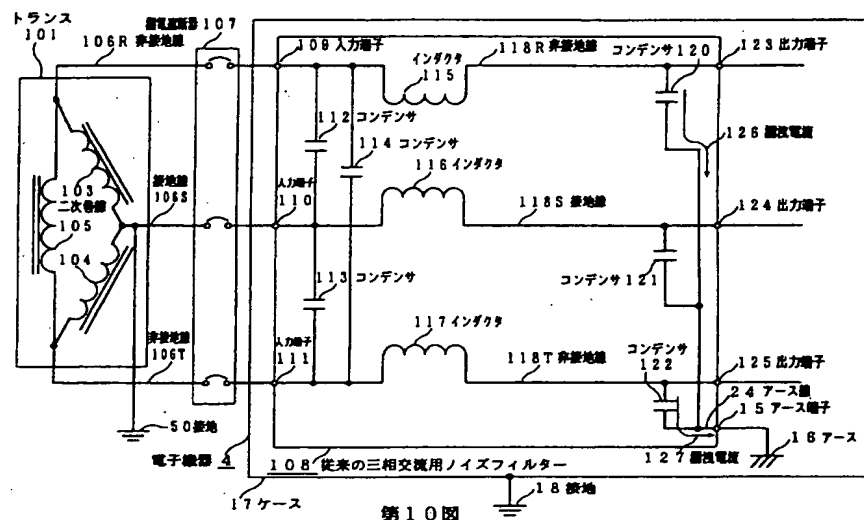 トランス
101
106R 非接地線
漏電遮断器
107
109 入力端子
インダクタ
115
118R 非接地線
コンデンサ 120
123 出力端子
112 コンデンサ
114 コンデンサ
126 漏洩電流
103
二次巻線
105
104
接地線
106S
入力端子
110
116 インダクタ
118S 接地線
124 出力端子
113 コンデンサ
コンデンサ
121
非接地線
106T
入力端子
111
117 インダクタ
118T 非接地線
コンデンサ
122
125 出力端子
24 アース線
15 アース端子
16 アース
127 漏洩電流
50 接地
電子機器 4
108 従来の三相交流用ノイズフィルター
17 ケース
18 接地
第10図